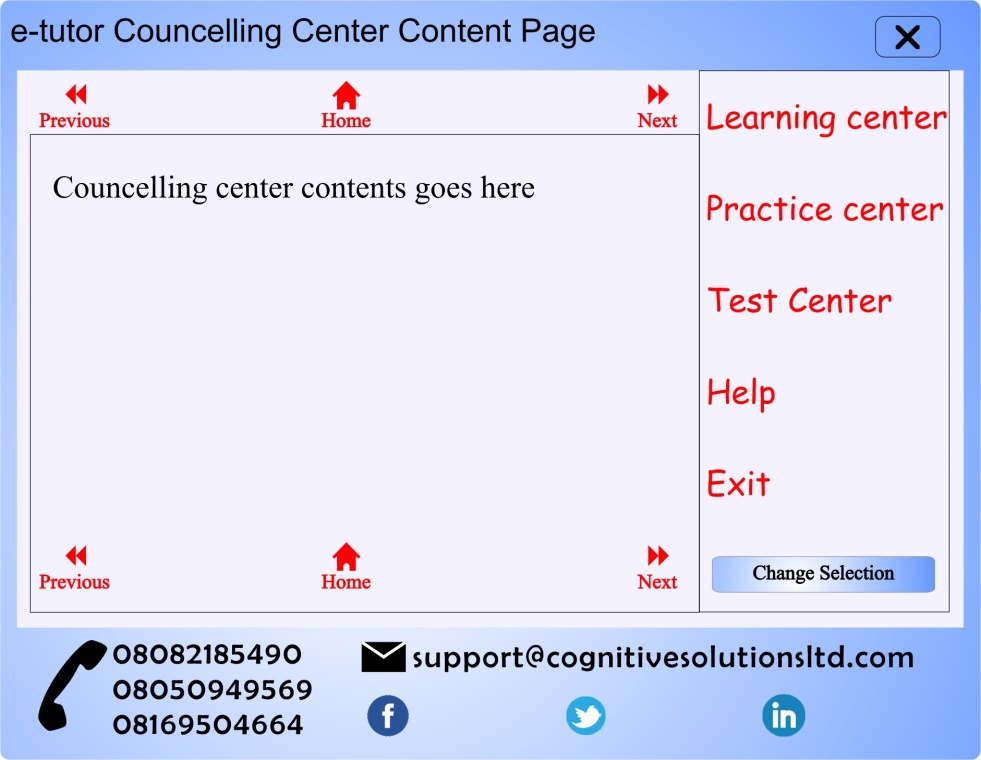 e-tutor Councelling Center Content Page
Previous
Home
Next
Councelling center contents goes here
Previous
Home
Next
Learning center
Practice center
Test Center
Help
Exit
Change Selection
08082185490
08050949569
08169504664
support@cognitivesolutionsltd.com
f
in